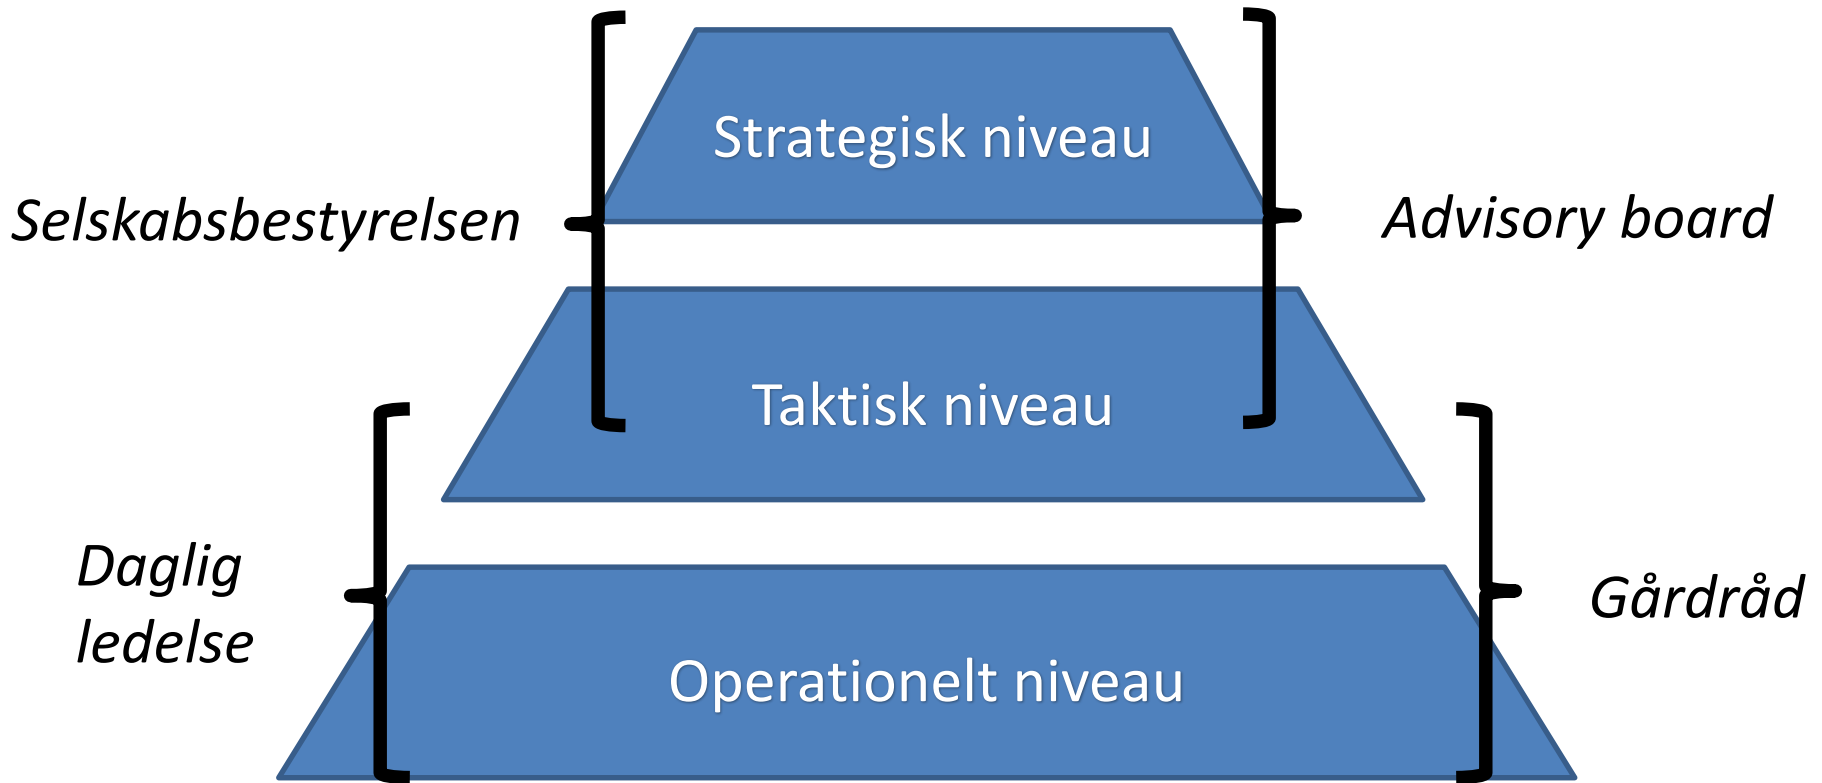 Strategisk niveau
Selskabsbestyrelsen
Advisory board
Taktisk niveau
Daglig
ledelse
Gårdråd
Operationelt niveau